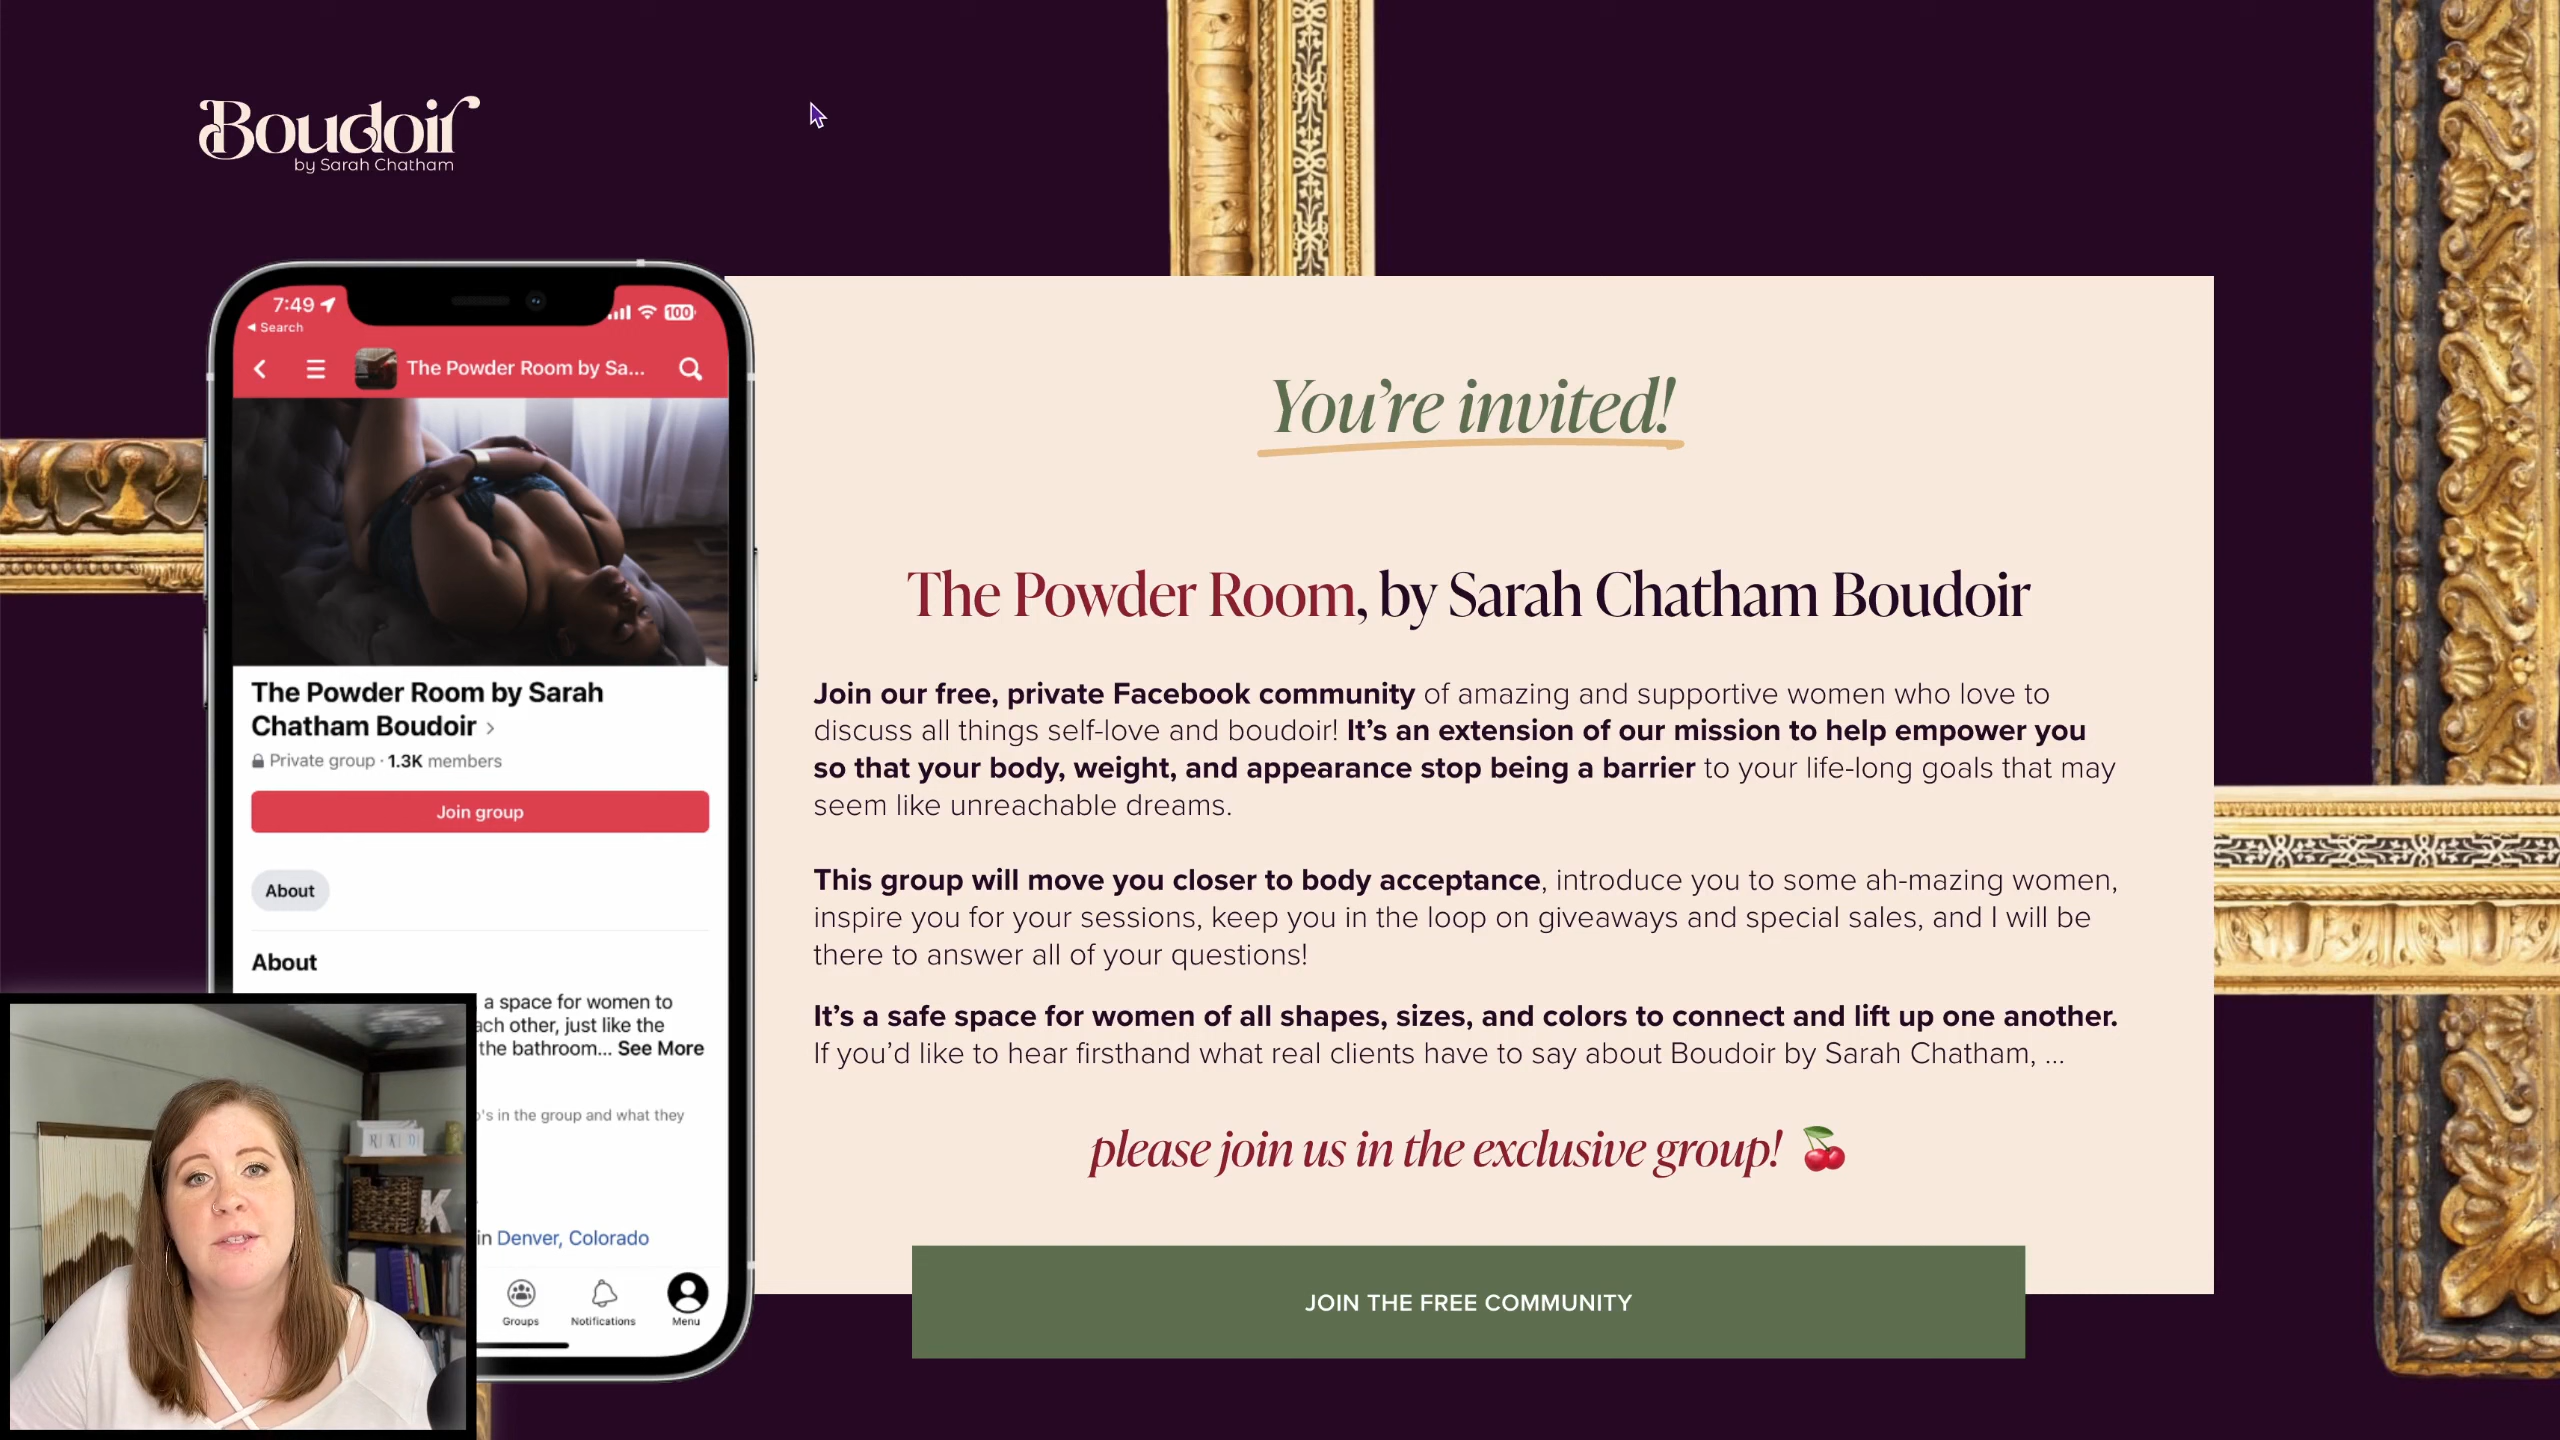 Boudoir
by Sarah Chatham
7:49
100
◀ Search
The Powder Room by Sa...
The Powder Room by Sarah
Chatham Boudoir >
Private group · 1.3K members
Join group
About
About
a space for women to
ach other, just like the
the bathroom... See More
's in the group and what they
in Denver, Colorado
Groups
Notifications
Menu
You're invited!
The Powder Room, by Sarah Chatham Boudoir
Join our free, private Facebook community of amazing and supportive women who love to
discuss all things self-love and boudoir! It's an extension of our mission to help empower you
so that your body, weight, and appearance stop being a barrier to your life-long goals that may
seem like unreachable dreams.
This group will move you closer to body acceptance, introduce you to some ah-mazing women,
inspire you for your sessions, keep you in the loop on giveaways and special sales, and I will be
there to answer all of your questions!
It's a safe space for women of all shapes, sizes, and colors to connect and lift up one another.
If you'd like to hear firsthand what real clients have to say about Boudoir by Sarah Chatham, ...
please join us in the exclusive group! 🍒
JOIN THE FREE COMMUNITY
K